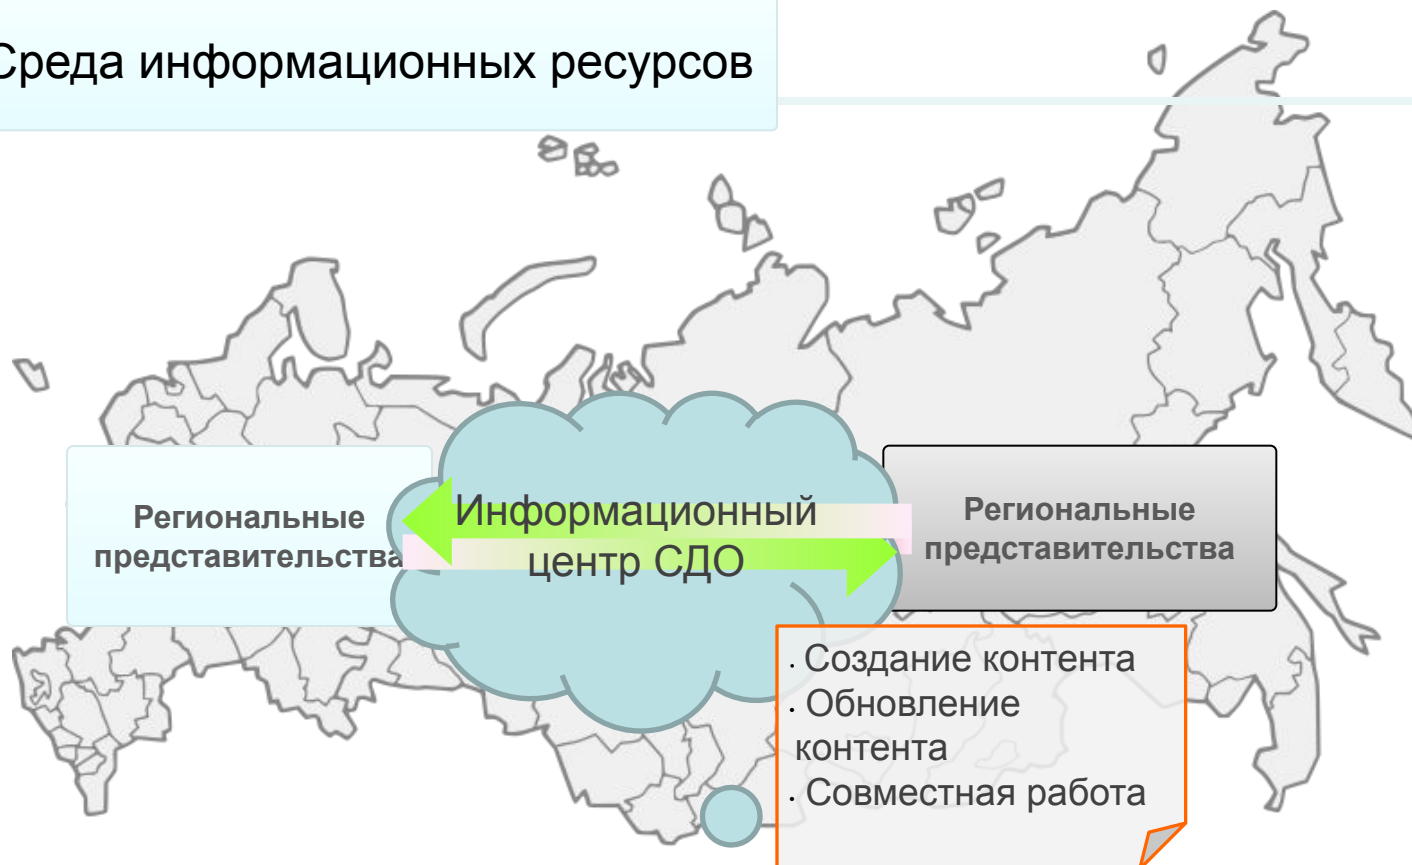 Среда информационных ресурсов
Региональные
представительства
Информационный
центр СДО
Региональные
представительства
· Создание контента
· Обновление
контента
· Совместная работа